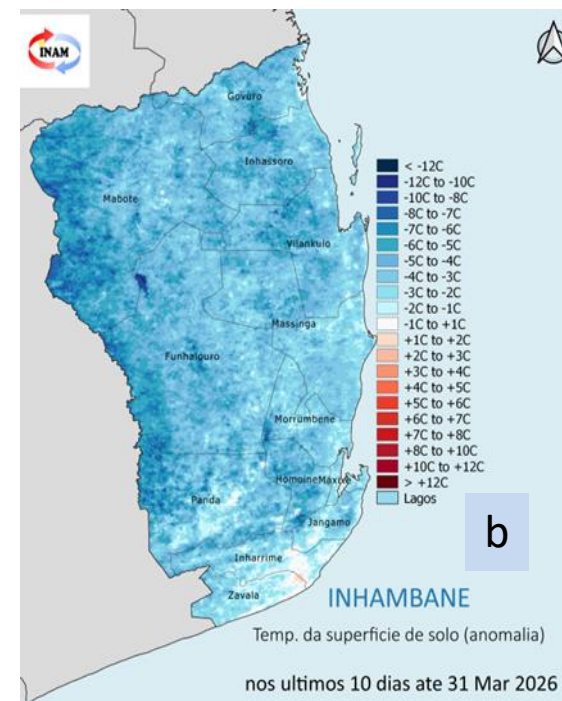 INAM
Govuro
Inhassoro
Mabote
Vilankulo
Massinga
Funhalouro
Morrumbene
Homoine Maxixe
Panda
Jangamo
Inharrime
Zavala
< -12C
-12C to -10C
-10C to -8C
-8C to -7C
-7C to -6C
-6C to -5C
-5C to -4C
-4C to -3C
-3C to -2C
-2C to -1C
-1C to +1C
+1C to +2C
+2C to +3C
+3C to +4C
+4C to +5C
+5C to +6C
+6C to +7C
+7C to +8C
+8C to +10C
+10C to +12C
> +12C
Lagos
b
INHAMBANE
Temp. da superficie de solo (anomalia)
nos ultimos 10 dias ate 31 Mar 2026